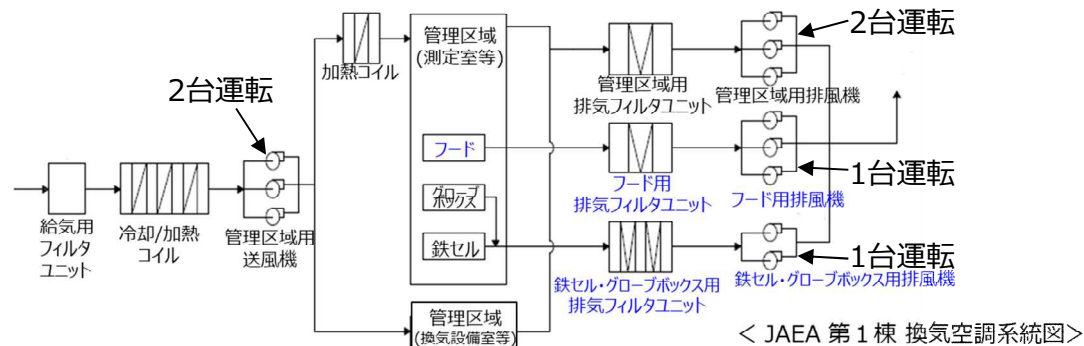 2台運転
加熱コイル
管理区域
(測定室等)
フード
グローブ
ボックス
鉄セル
管理区域
(換気設備室等)
給気用
フィルタ
ユニット
冷却/加熱
コイル
管理区域用
送風機
管理区域用
排気フィルタユニット
フード用
排気フィルタユニット
鉄セル・グローブボックス用
排気フィルタユニット
2台運転
管理区域用排風機
1台運転
フード用排風機
1台運転
鉄セル・グローブボックス用排風機
< JAEA 第1棟 換気空調系統図>